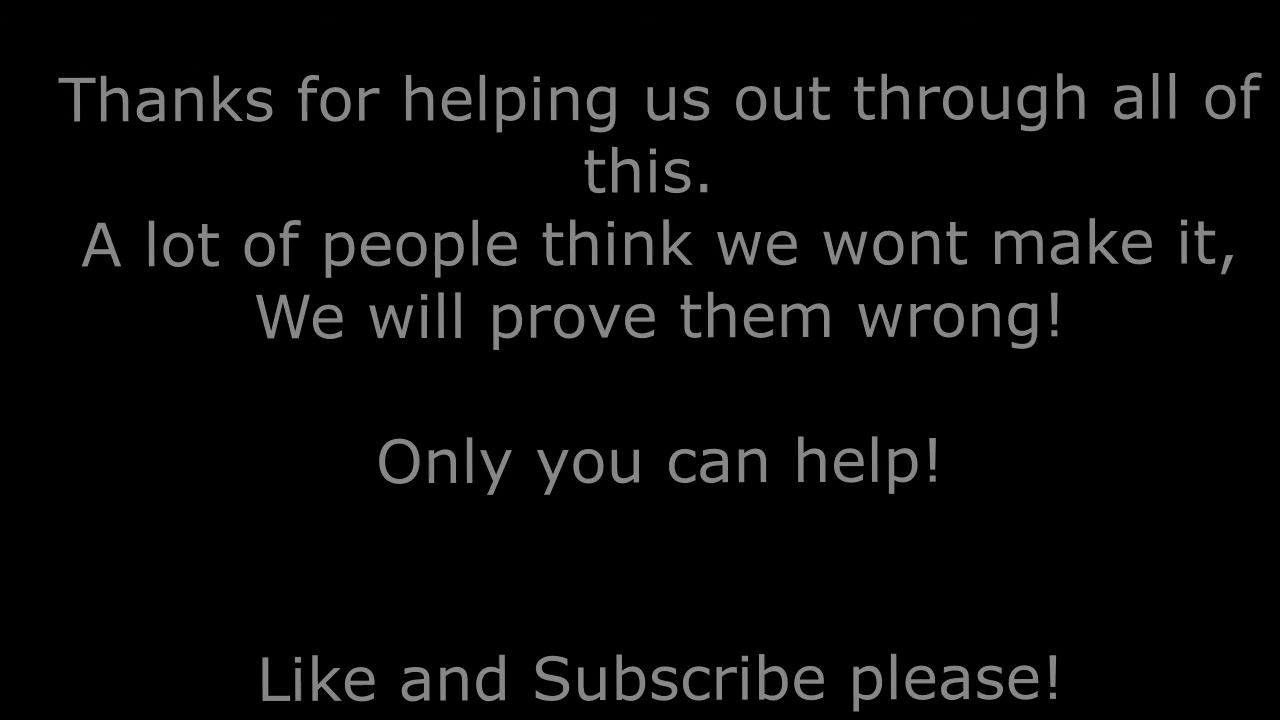 Thanks for helping us out through all of
this.
A lot of people think we wont make it,
We will prove them wrong!
Only you can help!
Like and Subscribe please!